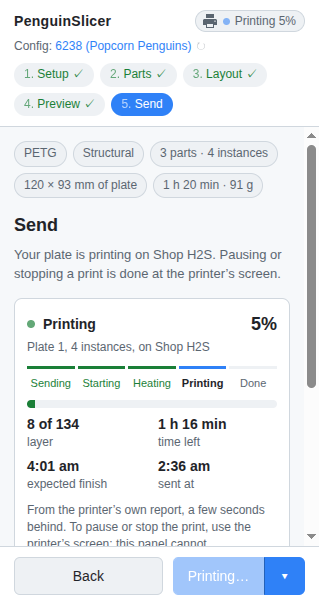 PenguinSlicer
Printing 5%
Config: 6238 (Popcorn Penguins)
1. Setup ✓
2. Parts ✓
3. Layout ✓
4. Preview ✓
5. Send
PETG
Structural
3 parts · 4 instances
120 × 93 mm of plate
1 h 20 min · 91 g
Send
Your plate is printing on Shop H2S. Pausing or
stopping a print is done at the printer's screen.
Printing
5%
Plate 1, 4 instances, on Shop H2S
Sending
Starting
Heating
Printing
Done
8 of 134
layer
1 h 16 min
time left
4:01 am
expected finish
2:36 am
sent at
From the printer's own report, a few seconds
behind. To pause or stop the print, use the
printer's screen; this panel cannot
Back
Printing…